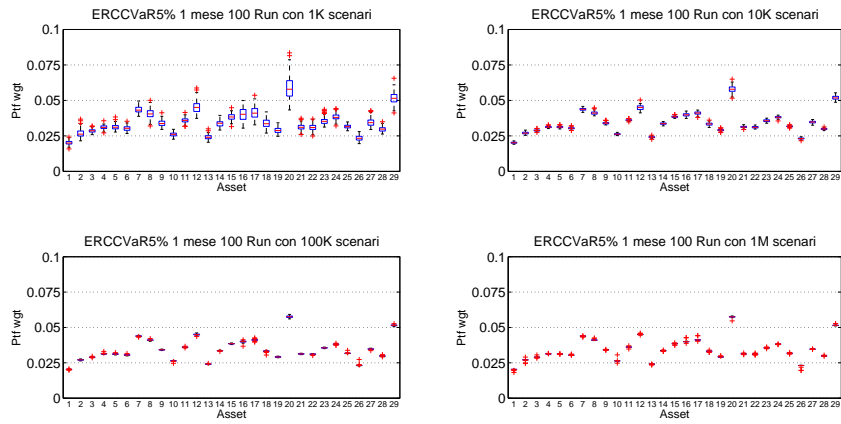 ERCCVaR5% 1 mese 100 Run con 1K scenari
0.1
0.075
0.05
0.025
0
Ptf wgt
1 2 3 4 5 6 7 8 9 10 11 12 13 14 15 16 17 18 19 20 21 22 23 24 25 26 27 28 29
Asset
ERCCVaR5% 1 mese 100 Run con 10K scenari
0.1
0.075
0.05
0.025
0
Ptf wgt
1 2 3 4 5 6 7 8 9 10 11 12 13 14 15 16 17 18 19 20 21 22 23 24 25 26 27 28 29
Asset
ERCCVaR5% 1 mese 100 Run con 100K scenari
0.1
0.075
0.05
0.025
0
Ptf wgt
1 2 3 4 5 6 7 8 9 10 11 12 13 14 15 16 17 18 19 20 21 22 23 24 25 26 27 28 29
Asset
ERCCVaR5% 1 mese 100 Run con 1M scenari
0.1
0.075
0.05
0.025
0
Ptf wgt
1 2 3 4 5 6 7 8 9 10 11 12 13 14 15 16 17 18 19 20 21 22 23 24 25 26 27 28 29
Asset